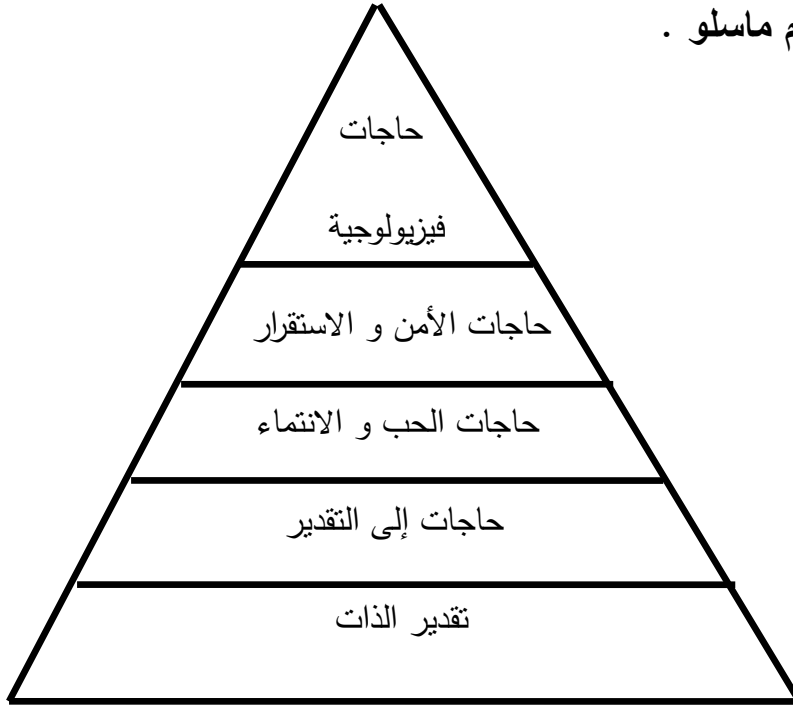 م ماسلو .
حاجات
فيزيولوجية
حاجات الأمن و الاستقرار
حاجات الحب و الانتماء
حاجات إلى التقدير
تقدير الذات